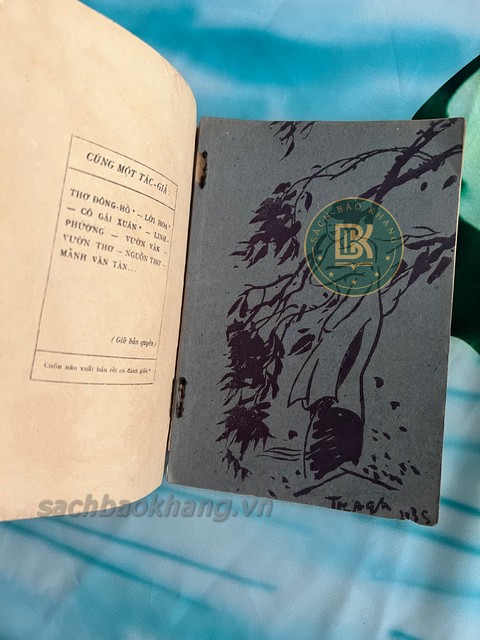 CÙNG MỘT TÁC-GIẢ :
THƠ ĐÔNG-HỒ * — LỜI HOA *
— CÔ GÁI XUÂN * — LINH-
PHƯỢNG — VƯỜN VĂN —
VƯỜN THƠ — NGUỒN THƠ —
MẢNH VĂN TÀN...
(Giữ bản quyền)
Cuốn nào xuất bản rồi có đánh giấu *
SÁCH BẢO KHANG
BK
sachbaokhang.vn